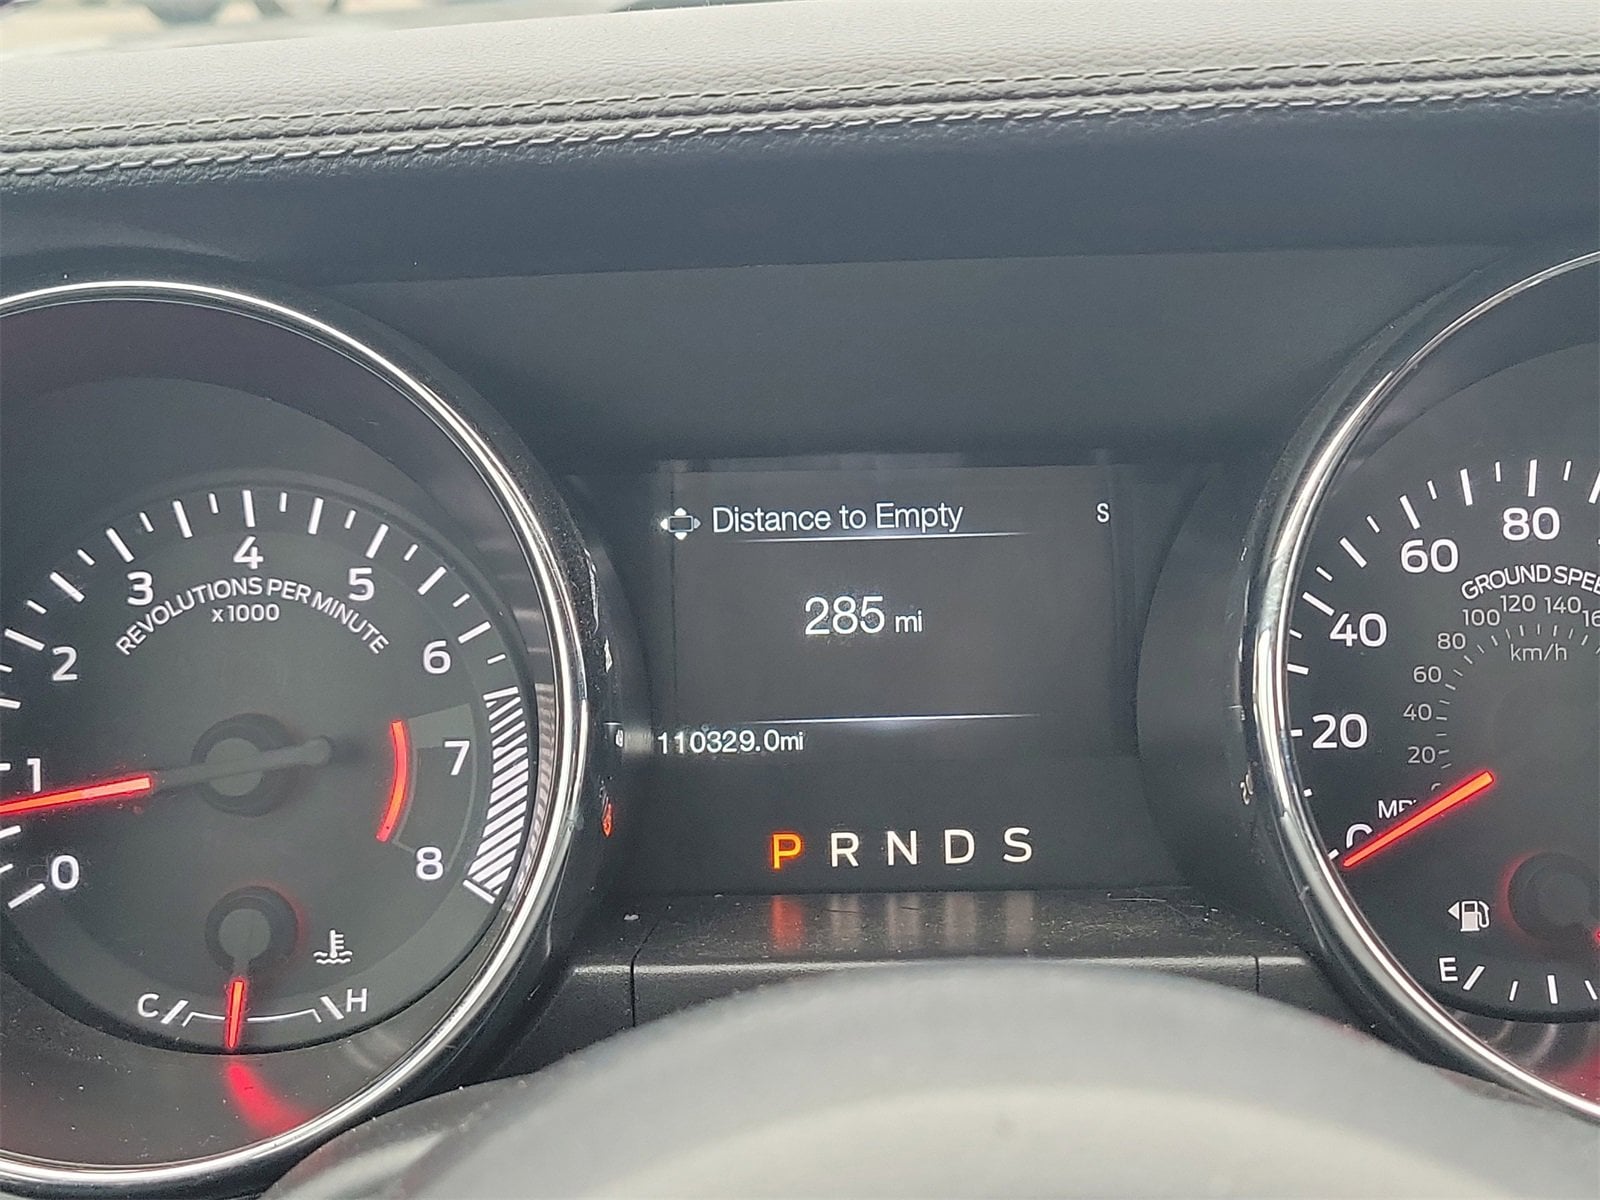 Distance to Empty S
285 mi
110329.0mi
P R N D S
0 1 2 3 4 5 6 7 8
REVOLUTIONS PER MINUTE
x1000
C H
20 40 60 80
GROUND
100 120 140
80
60
40
20
km/h
0
E